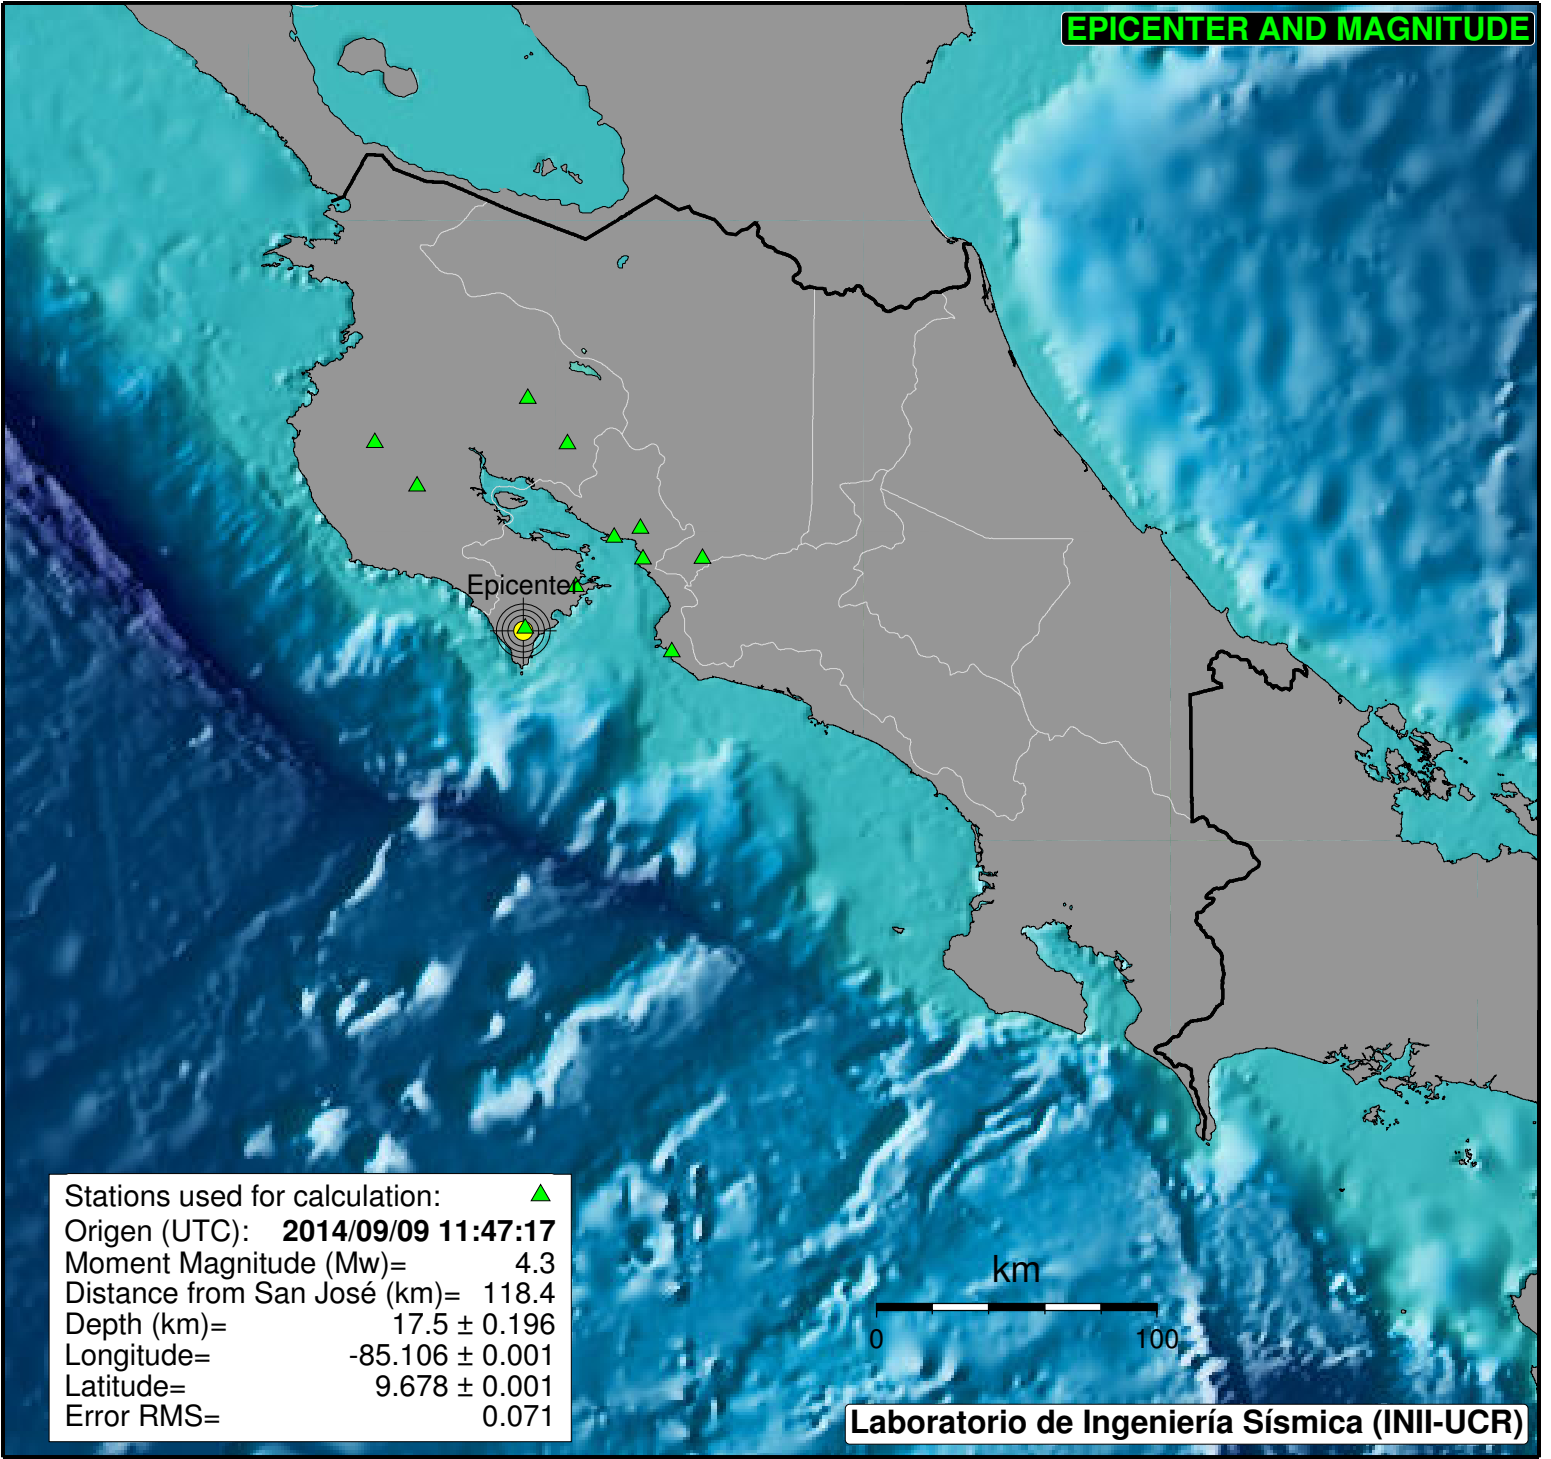 EPICENTER AND MAGNITUDE
Epicenter
Stations used for calculation:
Origen (UTC): 2014/09/09 11:47:17
Moment Magnitude (Mw)= 4.3
Distance from San José (km)= 118.4
Depth (km)= 17.5 ± 0.196
Longitude= -85.106 ± 0.001
Latitude= 9.678 ± 0.001
Error RMS= 0.071
km
0 100
Laboratorio de Ingeniería Sísmica (INII-UCR)